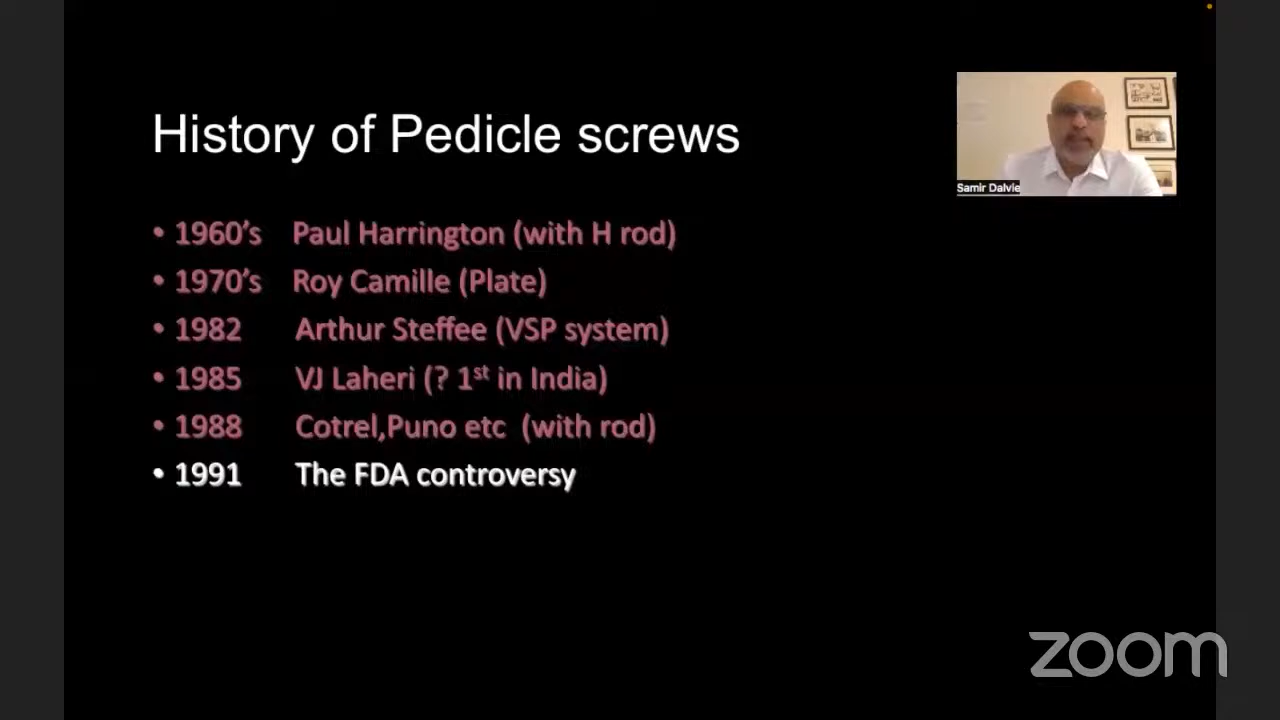 History of Pedicle screws
Samir Dalvie
• 1960’s Paul Harrington (with H rod)
• 1970’s Roy Camille (Plate)
• 1982 Arthur Steffee (VSP system)
• 1985 VJ Laheri (? 1st in India)
• 1988 Cotrel,Puno etc (with rod)
• 1991 The FDA controversy
zoom